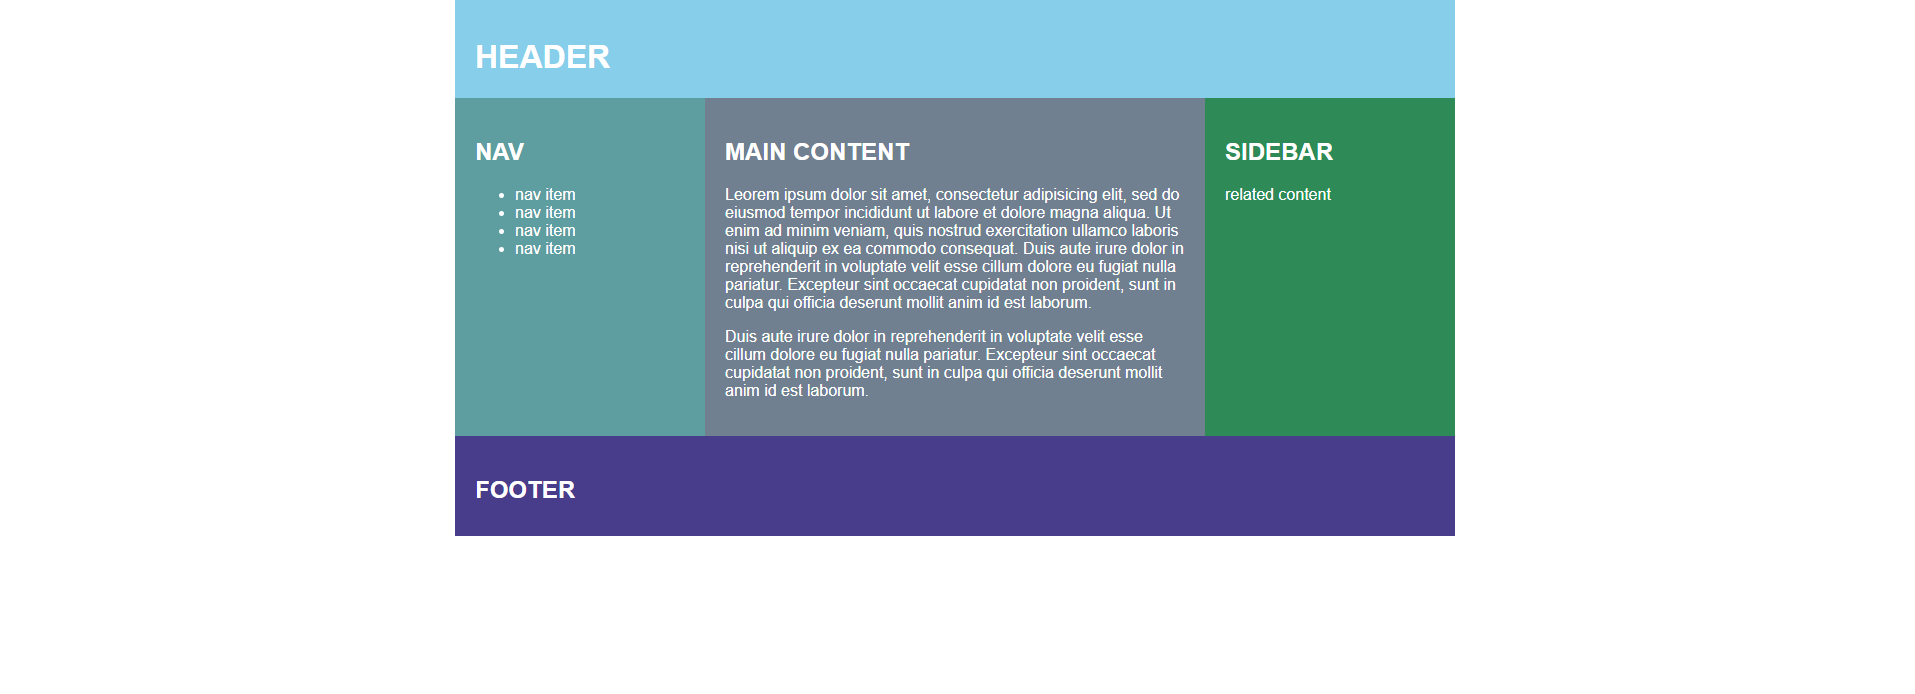 HEADER
NAV
nav item
nav item
nav item
nav item
MAIN CONTENT
Leorem ipsum dolor sit amet, consectetur adipisicing elit, sed do
eiusmod tempor incididunt ut labore et dolore magna aliqua. Ut
enim ad minim veniam, quis nostrud exercitation ullamco laboris
nisi ut aliquip ex ea commodo consequat. Duis aute irure dolor in
reprehenderit in voluptate velit esse cillum dolore eu fugiat nulla
pariatur. Excepteur sint occaecat cupidatat non proident, sunt in
culpa qui officia deserunt mollit anim id est laborum.
Duis aute irure dolor in reprehenderit in voluptate velit esse
cillum dolore eu fugiat nulla pariatur. Excepteur sint occaecat
cupidatat non proident, sunt in culpa qui officia deserunt mollit
anim id est laborum.
SIDEBAR
related content
FOOTER